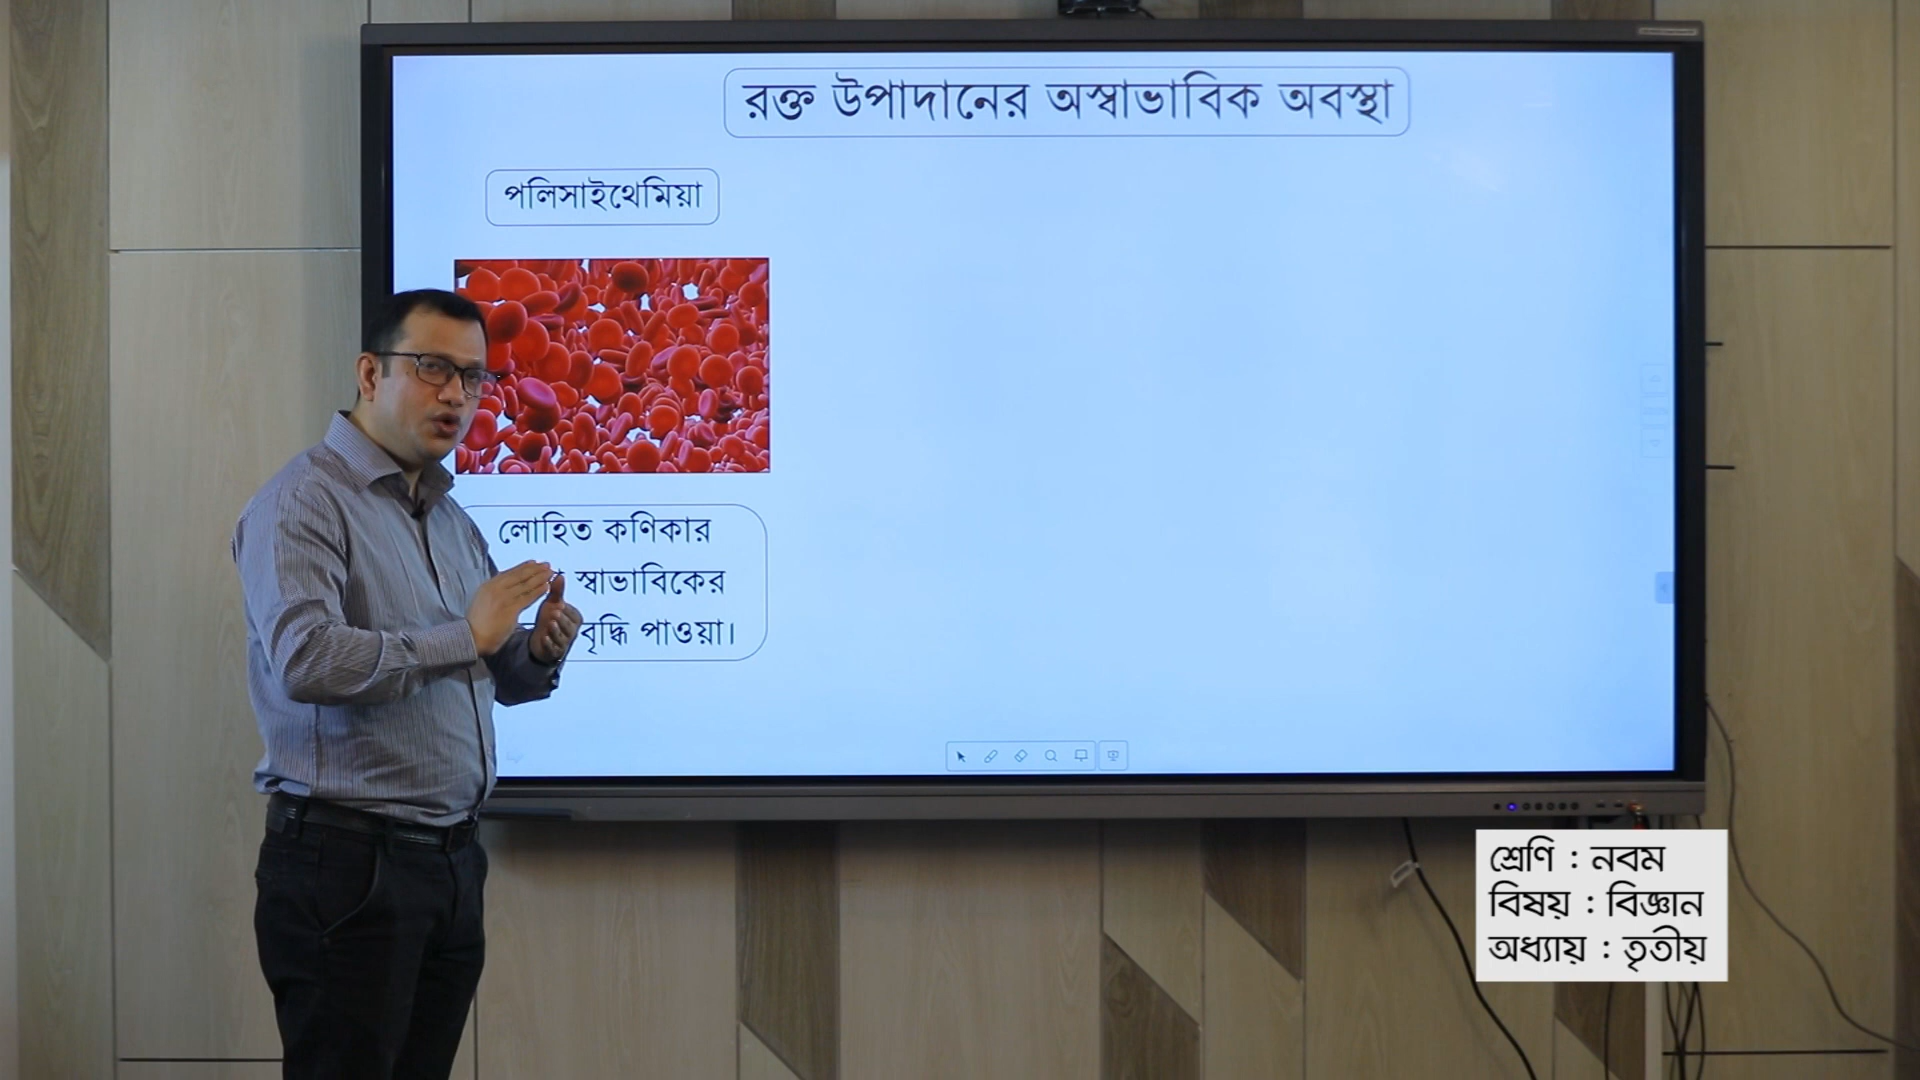 রক্ত উপাদানের অস্বাভাবিক অবস্থা
পলিসাইথেমিয়া
লোহিত কণিকার
স্বাভাবিকের
বৃদ্ধি পাওয়া।
শ্রেণি : নবম
বিষয় : বিজ্ঞান
অধ্যায় : তৃতীয়